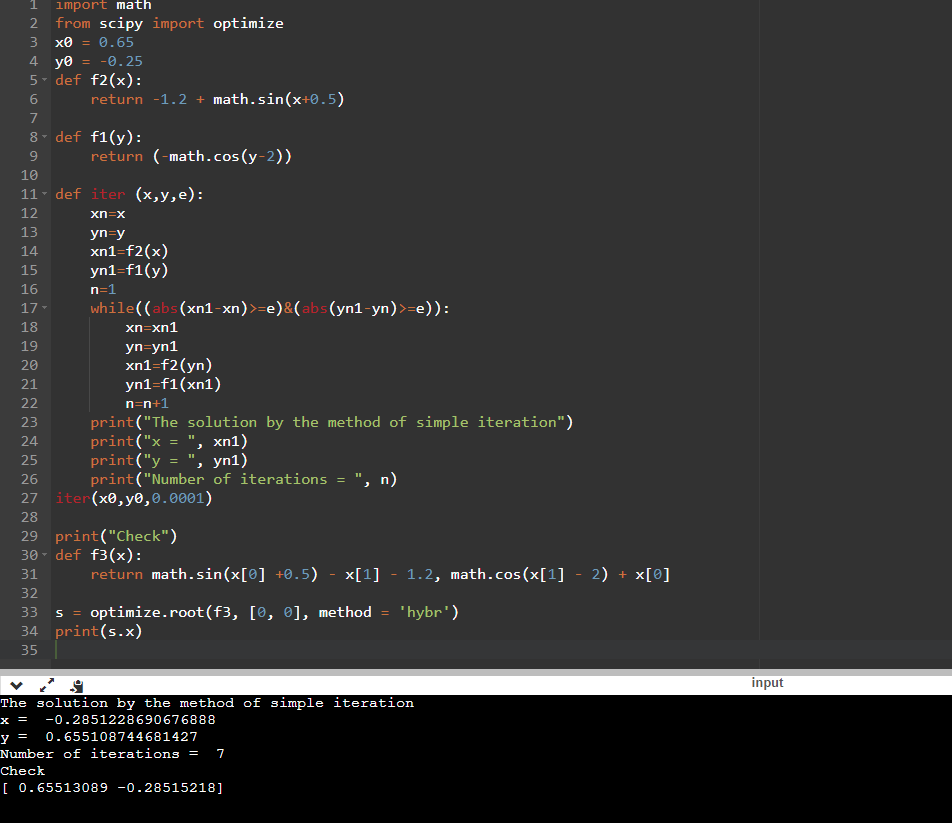 1 import math
2 from scipy import optimize
3 x0 = 0.65
4 y0 = -0.25
5 def f2(x):
6     return -1.2 + math.sin(x+0.5)
7
8 def f1(y):
9     return (-math.cos(y-2))
10
11 def iter (x,y,e):
12     xn=x
13     yn=y
14     xn1=f2(x)
15     yn1=f1(y)
16     n=1
17     while((abs(xn1-xn)>=e)&(abs(yn1-yn)>=e)):
18         xn=xn1
19         yn=yn1
20         xn1=f2(yn)
21         yn1=f1(xn1)
22         n=n+1
23     print("The solution by the method of simple iteration")
24     print("x = ", xn1)
25     print("y = ", yn1)
26     print("Number of iterations = ", n)
27 iter(x0,y0,0.0001)
28
29 print("Check")
30 def f3(x):
31     return math.sin(x[0] +0.5) - x[1] - 1.2, math.cos(x[1] - 2) + x[0]
32
33 s = optimize.root(f3, [0, 0], method = 'hybr')
34 print(s.x)
35
input
The solution by the method of simple iteration
x =  -0.2851228690676888
y =  0.655108744681427
Number of iterations =  7
Check
[ 0.65513089 -0.28515218]